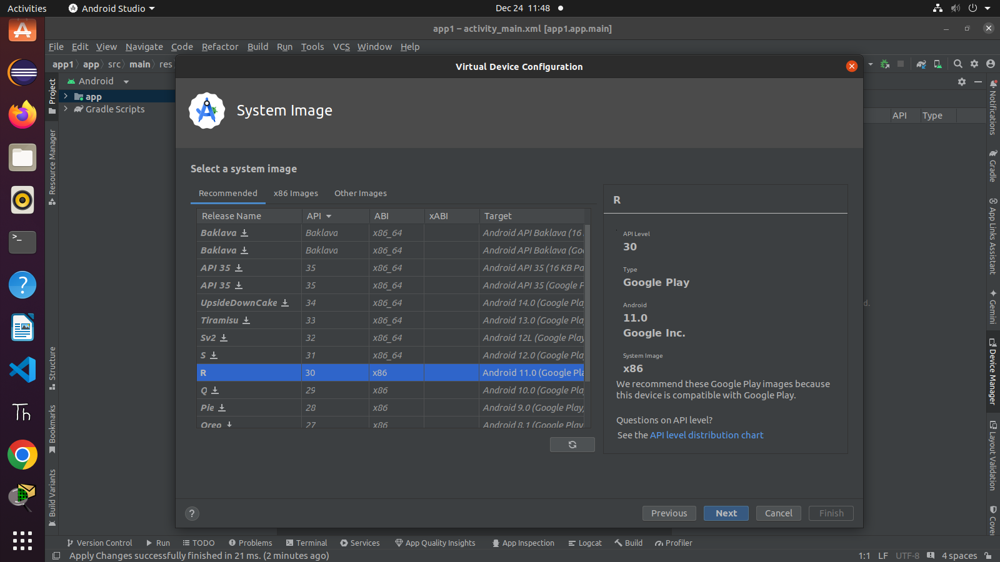 Activities
Android Studio
Dec 24 11:48
app1 – activity_main.xml [app1.app.main]
File Edit View Navigate Code Refactor Build Run Tools VCS Window Help
app1 app src main res
Virtual Device Configuration
Android
app
Gradle Scripts
Project
Resource Manager
Structure
Bookmarks
Build Variants
System Image
Select a system image
Recommended x86 Images Other Images
Release Name API ABI xABI Target
Baklava Baklava x86_64 Android API Baklava (16
Baklava Baklava x86_64 Android API Baklava (Goo
API 35 35 x86_64 Android API 35 (16 KB Pa
API 35 35 x86_64 Android API 35 (Google P
UpsideDownCake 34 x86_64 Android 14.0 (Google Play
Tiramisu 33 x86_64 Android 13.0 (Google Play
Sv2 32 x86_64 Android 12L (Google Play
S 31 x86_64 Android 12.0 (Google Play
R 30 x86 Android 11.0 (Google Pla
Q 29 x86 Android 10.0 (Google Play
Pie 28 x86 Android 9.0 (Google Play)
Oreo 27 x86 Android 8.1 (Google Play
R
API Level
30
Type
Google Play
Android
11.0
Google Inc.
System Image
x86
We recommend these Google Play images because
this device is compatible with Google Play.
Questions on API level?
See the API level distribution chart
? Previous Next Cancel Finish
API Type
d.
Notifications
Gradle
App Links Assistant
Gemini
Device Manager
Layout Validation
Cover
Version Control Run TODO Problems Terminal Services App Quality Insights App Inspection Logcat Build Profiler
Apply Changes successfully finished in 21 ms. (2 minutes ago)
1:1 LF UTF-8 4 spaces